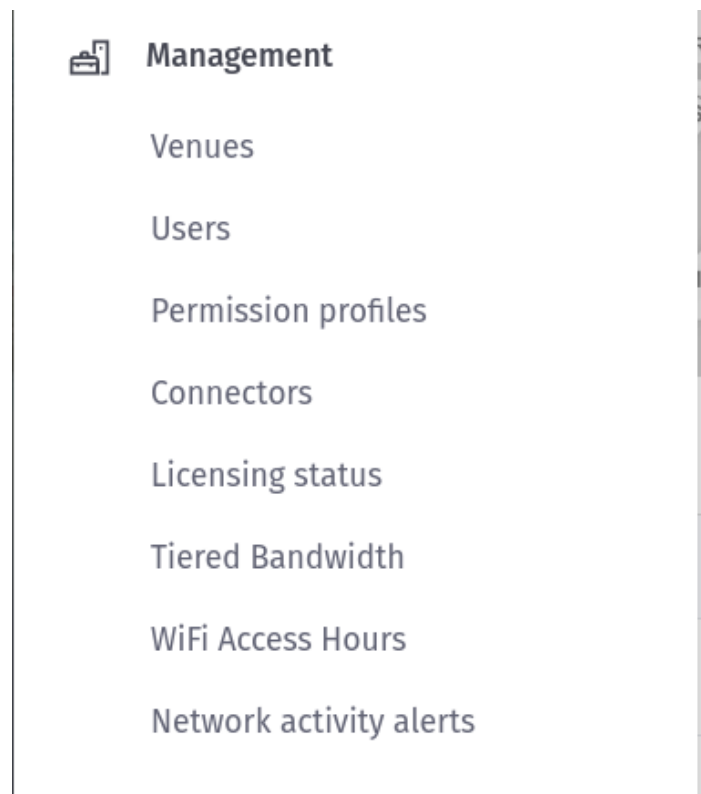 Management
Venues
Users
Permission profiles
Connectors
Licensing status
Tiered Bandwidth
WiFi Access Hours
Network activity alerts